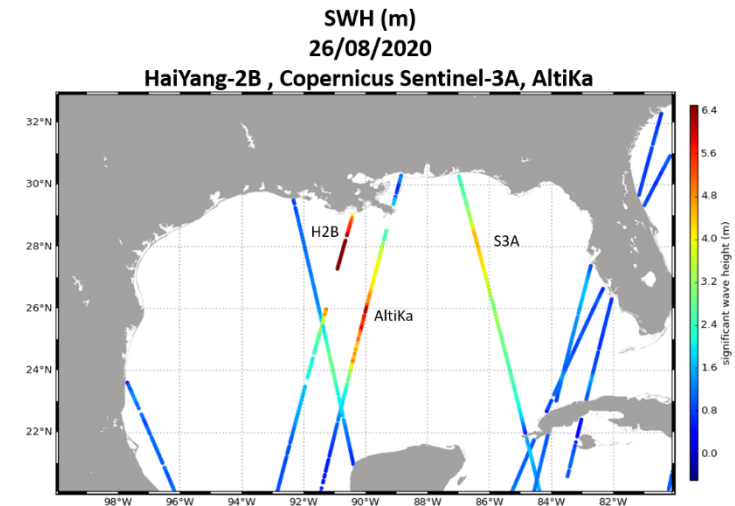 SWH (m)
26/08/2020
HaiYang-2B , Copernicus Sentinel-3A, AltiKa
32°N
30°N
28°N
26°N
24°N
22°N
98°W
96°W
94°W
92°W
90°W
88°W
86°W
84°W
82°W
H2B
S3A
AltiKa
6.4
5.6
4.8
4.0
3.2
2.4
1.6
0.8
0.0
significant wave height (m)